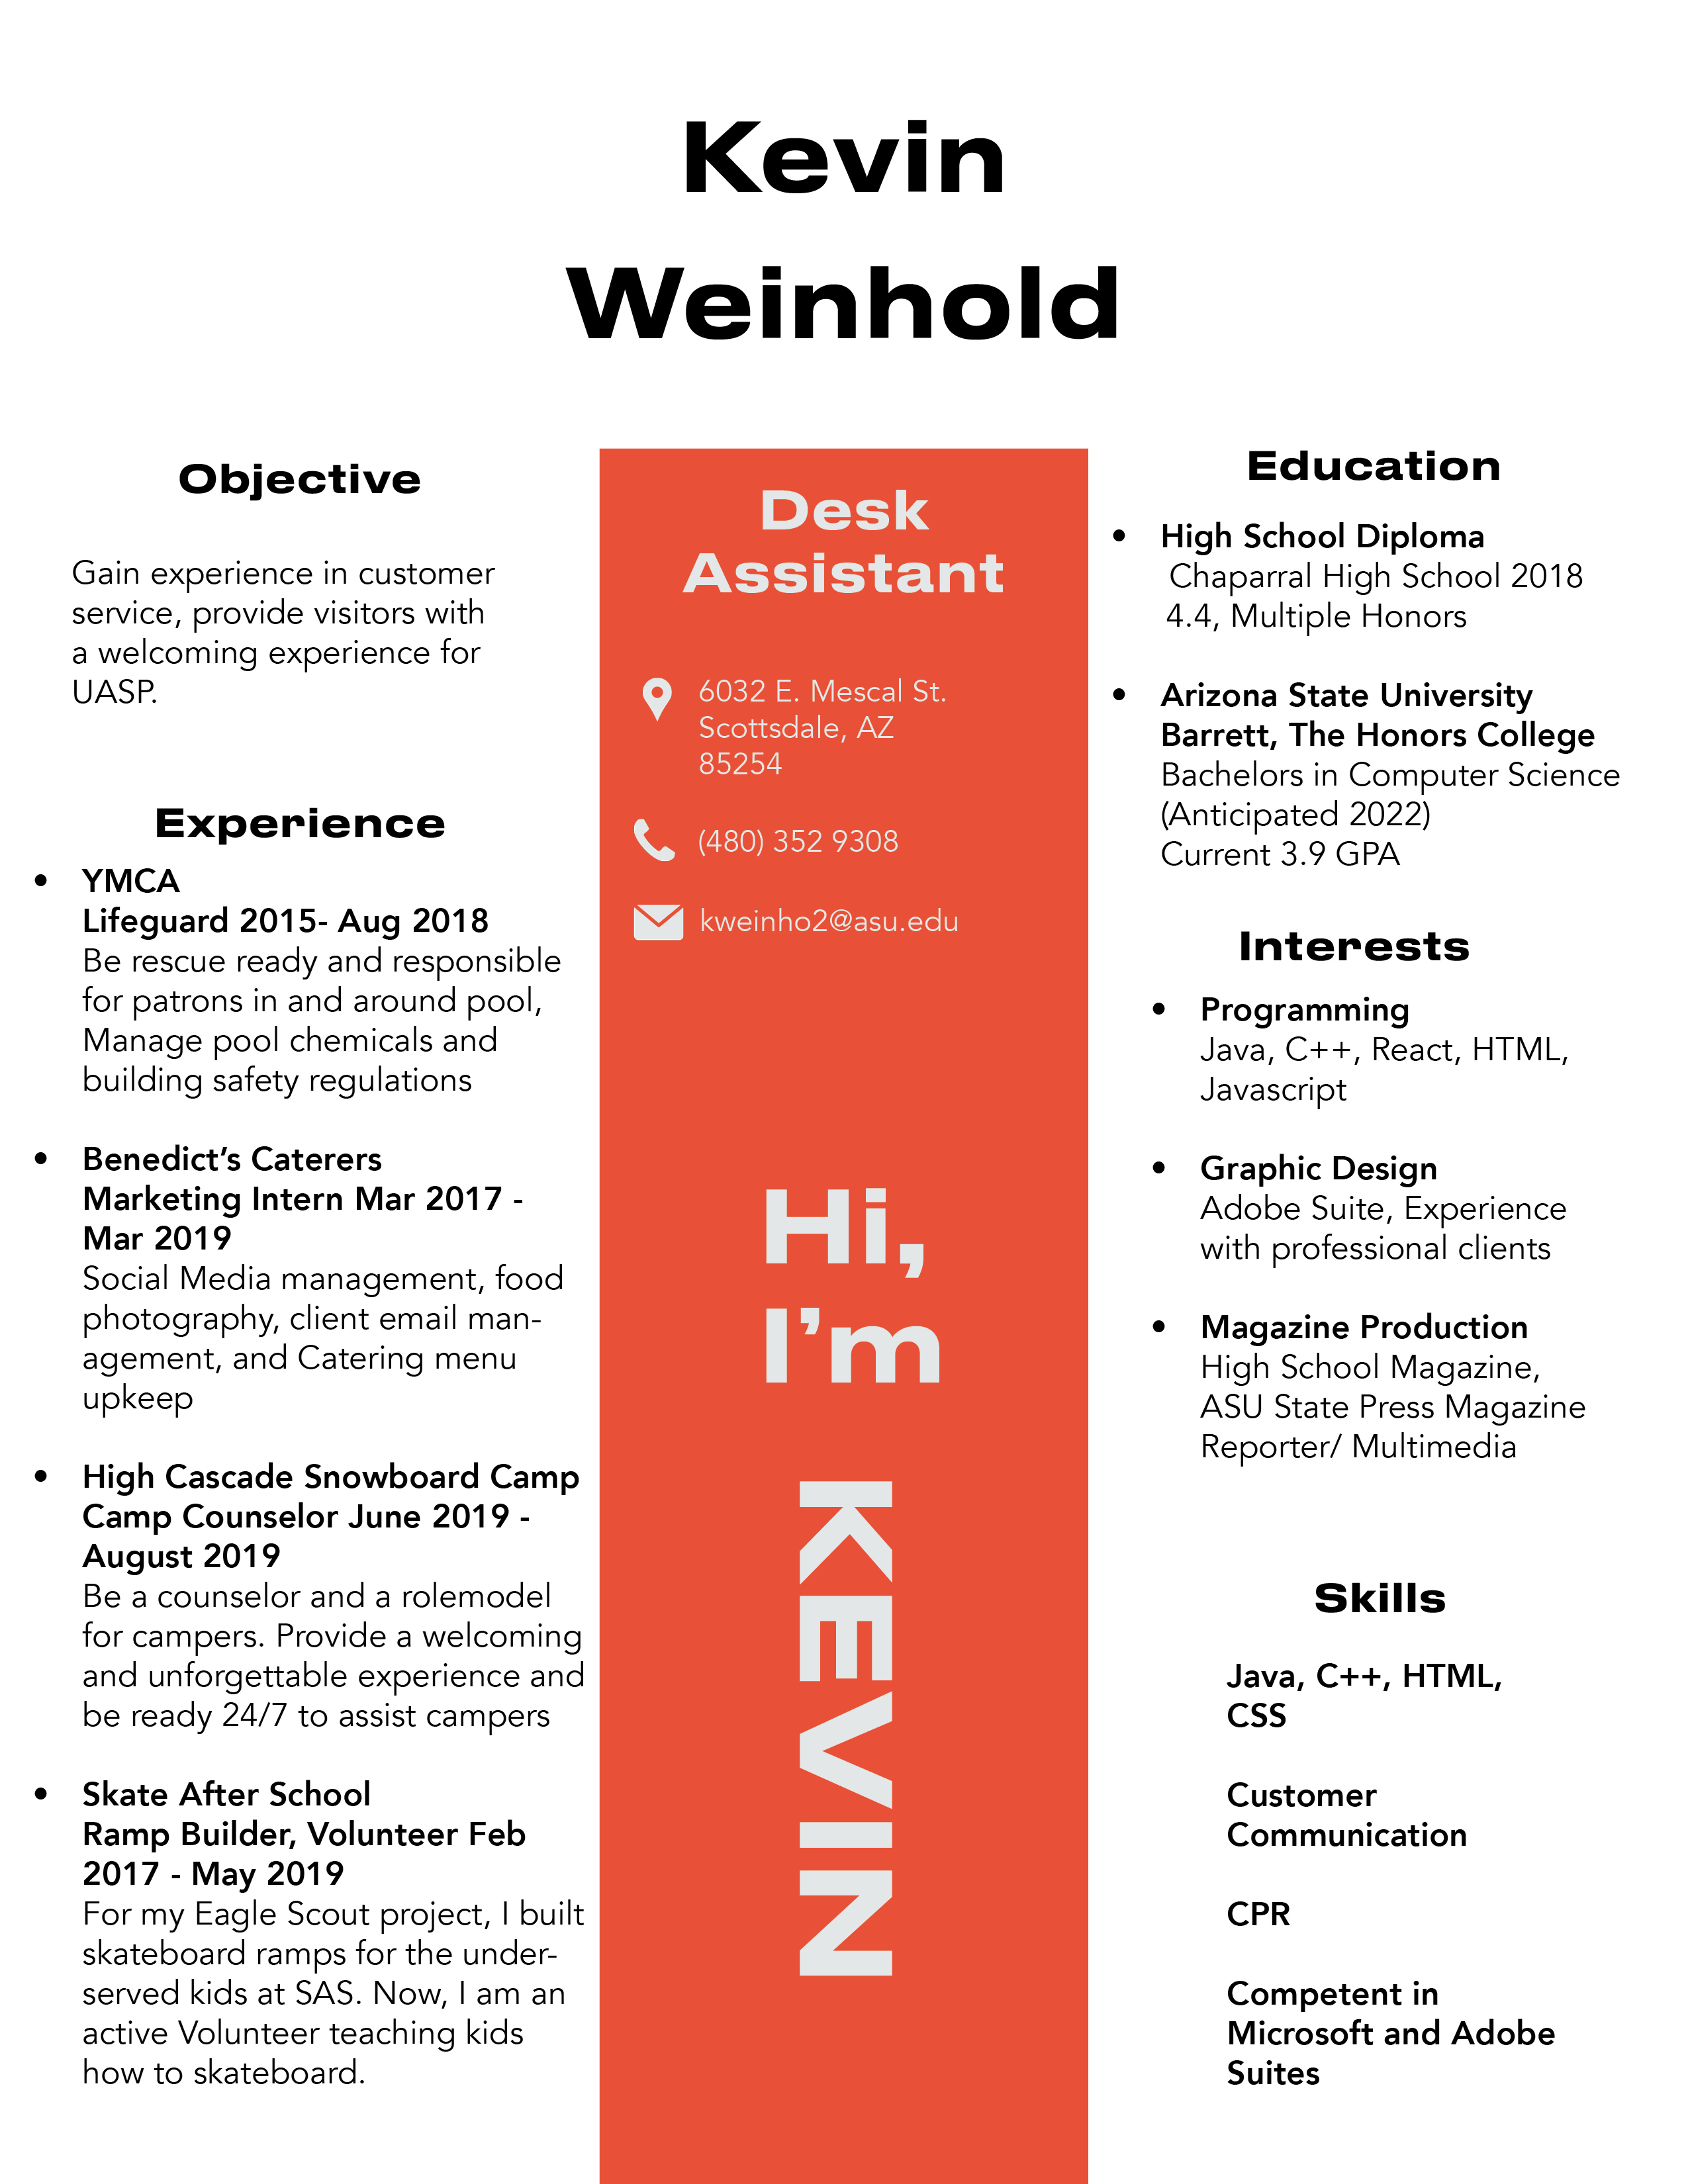 Kevin
Weinhold
Objective
Gain experience in customer
service, provide visitors with
a welcoming experience for
UASP.
Experience
• YMCA
Lifeguard 2015- Aug 2018
Be rescue ready and responsible
for patrons in and around pool,
Manage pool chemicals and
building safety regulations
• Benedict’s Caterers
Marketing Intern Mar 2017 -
Mar 2019
Social Media management, food
photography, client email man-
agement, and Catering menu
upkeep
• High Cascade Snowboard Camp
Camp Counselor June 2019 -
August 2019
Be a counselor and a rolemodel
for campers. Provide a welcoming
and unforgettable experience and
be ready 24/7 to assist campers
• Skate After School
Ramp Builder, Volunteer Feb
2017 - May 2019
For my Eagle Scout project, I built
skateboard ramps for the under-
served kids at SAS. Now, I am an
active Volunteer teaching kids
how to skateboard.
Desk
Assistant
6032 E. Mescal St.
Scottsdale, AZ
85254
(480) 352 9308
kweinho2@asu.edu
Hi,
I’m
KEVIN
Education
• High School Diploma
Chaparral High School 2018
4.4, Multiple Honors
• Arizona State University
Barrett, The Honors College
Bachelors in Computer Science
(Anticipated 2022)
Current 3.9 GPA
Interests
• Programming
Java, C++, React, HTML,
Javascript
• Graphic Design
Adobe Suite, Experience
with professional clients
• Magazine Production
High School Magazine,
ASU State Press Magazine
Reporter/ Multimedia
Skills
Java, C++, HTML,
CSS
Customer
Communication
CPR
Competent in
Microsoft and Adobe
Suites